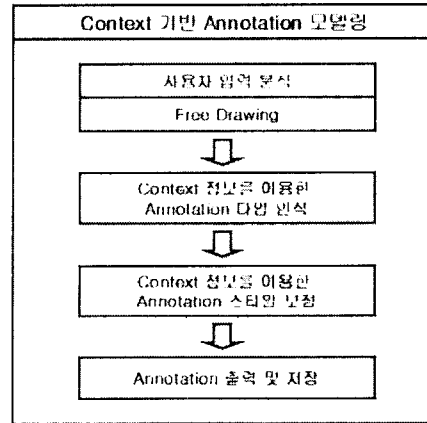 Context 기반 Annotation 모델링
사용자 입력 분석
Free Drawing
Context 정보를 이용한
Annotation 타입 인식
Context 정보를 이용한
Annotation 스타일 보정
Annotation 출력 및 저장